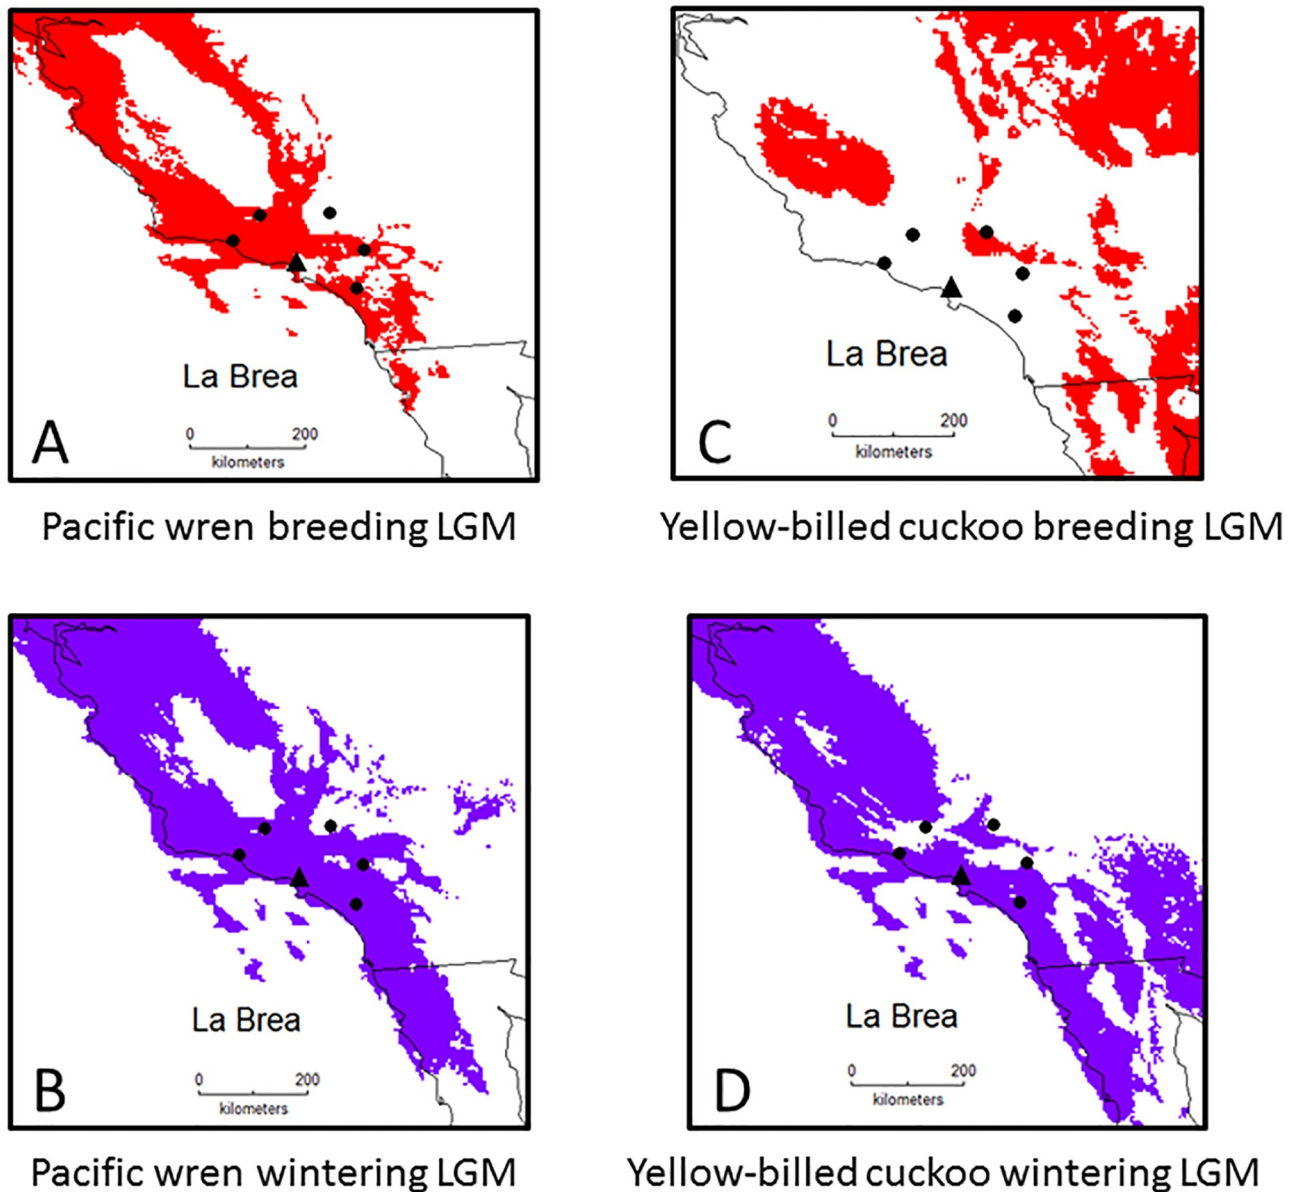 La Brea
0 200
kilometers
A
Pacific wren breeding LGM
La Brea
0 200
kilometers
C
Yellow-billed cuckoo breeding LGM
La Brea
0 200
kilometers
B
Pacific wren wintering LGM
La Brea
0 200
kilometers
D
Yellow-billed cuckoo wintering LGM